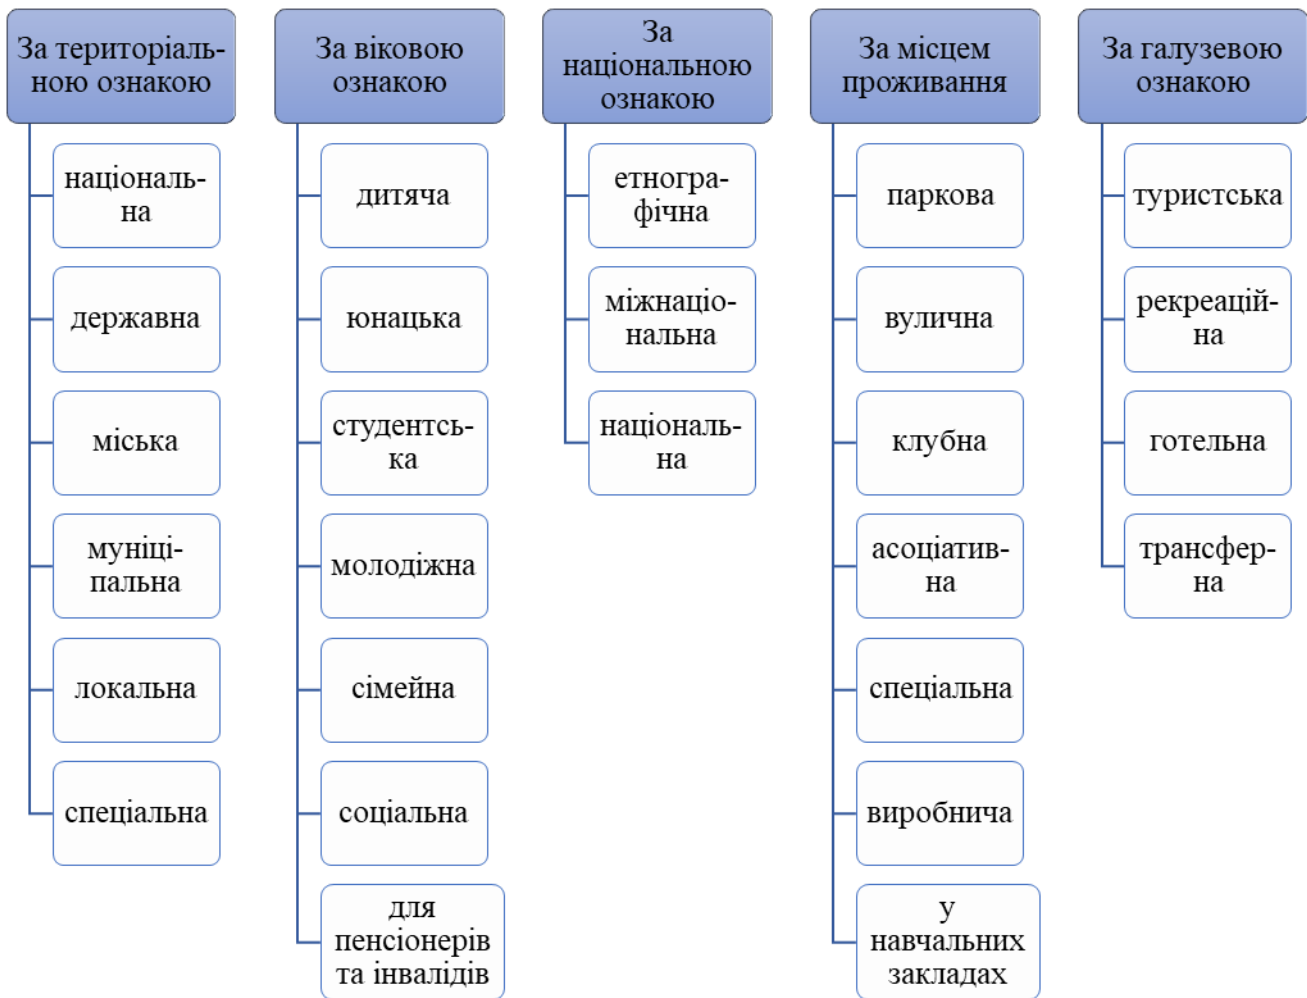 За територіаль-
ною ознакою
національ-
на
державна
міська
муніці-
пальна
локальна
спеціальна
За віковою
ознакою
дитяча
юнацька
студентсь-
ка
молодіжна
сімейна
соціальна
для
пенсіонерів
та інвалідів
За
національною
ознакою
етногра-
фічна
міжнаціо-
нальна
національ-
на
За місцем
проживання
паркова
вулична
клубна
асоціатив-
на
спеціальна
виробнича
у
навчальних
закладах
За галузевою
ознакою
туристська
рекреацій-
на
готельна
трансфер-
на